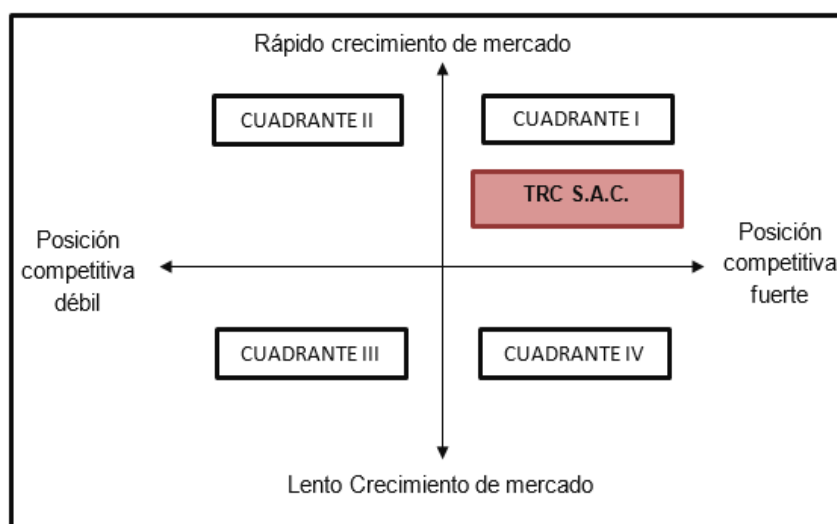 Rápido crecimiento de mercado
CUADRANTE II
CUADRANTE I
TRC S.A.C.
Posición
competitiva
débil
Posición
competitiva
fuerte
CUADRANTE III
CUADRANTE IV
Lento Crecimiento de mercado